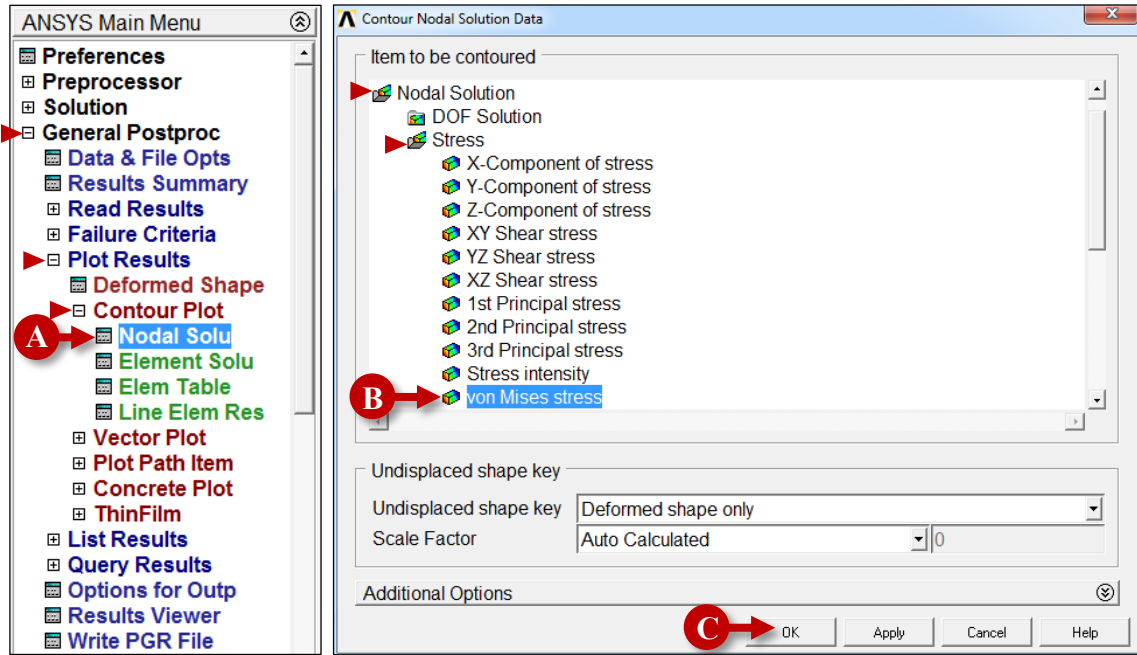 ANSYS Main Menu
Preferences
Preprocessor
Solution
General Postproc
Data & File Opts
Results Summary
Read Results
Failure Criteria
Plot Results
Deformed Shape
Contour Plot
A
Nodal Solu
Element Solu
Elem Table
Line Elem Res
Vector Plot
Plot Path Item
Concrete Plot
ThinFilm
List Results
Query Results
Options for Outp
Results Viewer
Write PGR File
Contour Nodal Solution Data
Item to be contoured
Nodal Solution
DOF Solution
Stress
X-Component of stress
Y-Component of stress
Z-Component of stress
XY Shear stress
YZ Shear stress
XZ Shear stress
1st Principal stress
2nd Principal stress
3rd Principal stress
Stress intensity
B
von Mises stress
Undisplaced shape key
Undisplaced shape key Deformed shape only
Scale Factor Auto Calculated 0
Additional Options
C
OK Apply Cancel Help